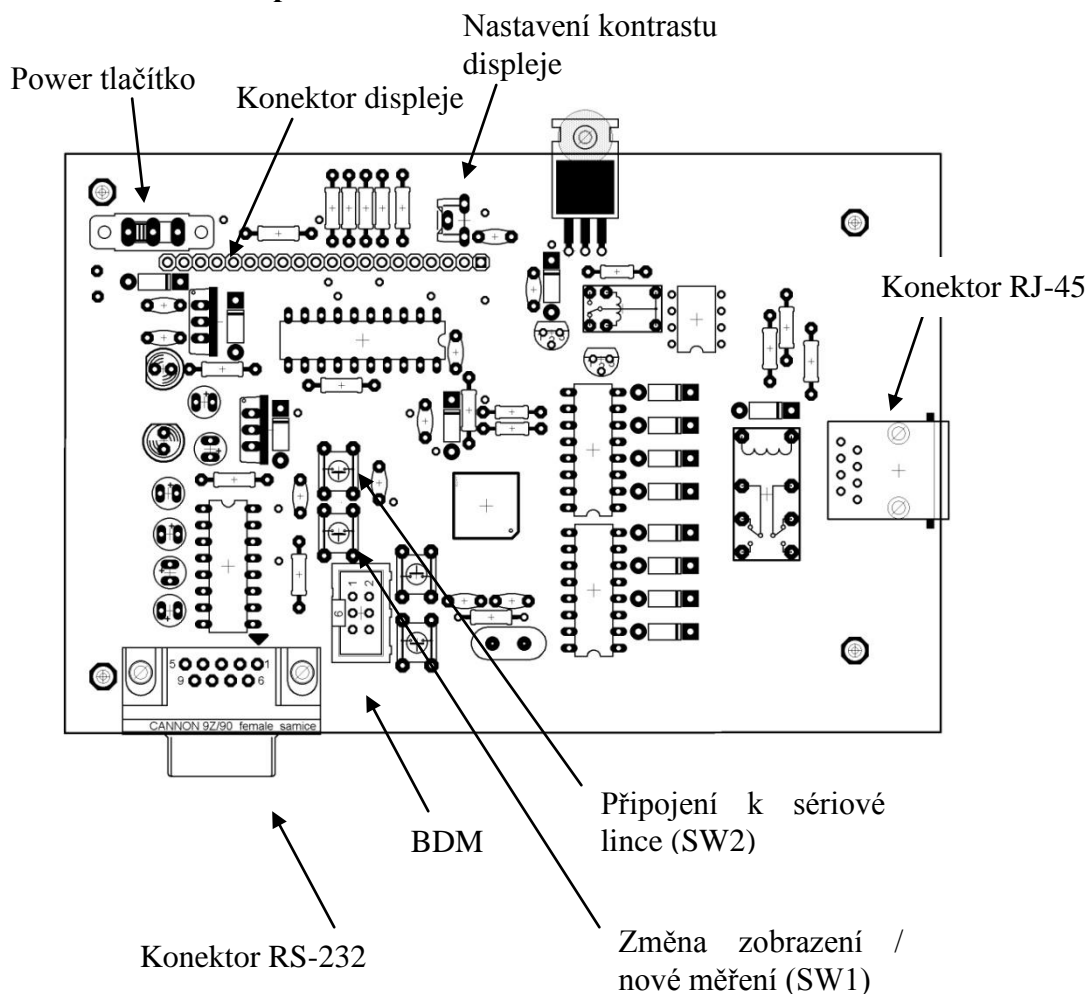 Nastavení kontrastu
displeje
Power tlačítko
Konektor displeje
Konektor RJ-45
1
2
6
5
1
9
6
CANNON 9Z/90 female samice
Připojení k sériové
lince (SW2)
BDM
Změna zobrazení /
nové měření (SW1)
Konektor RS-232